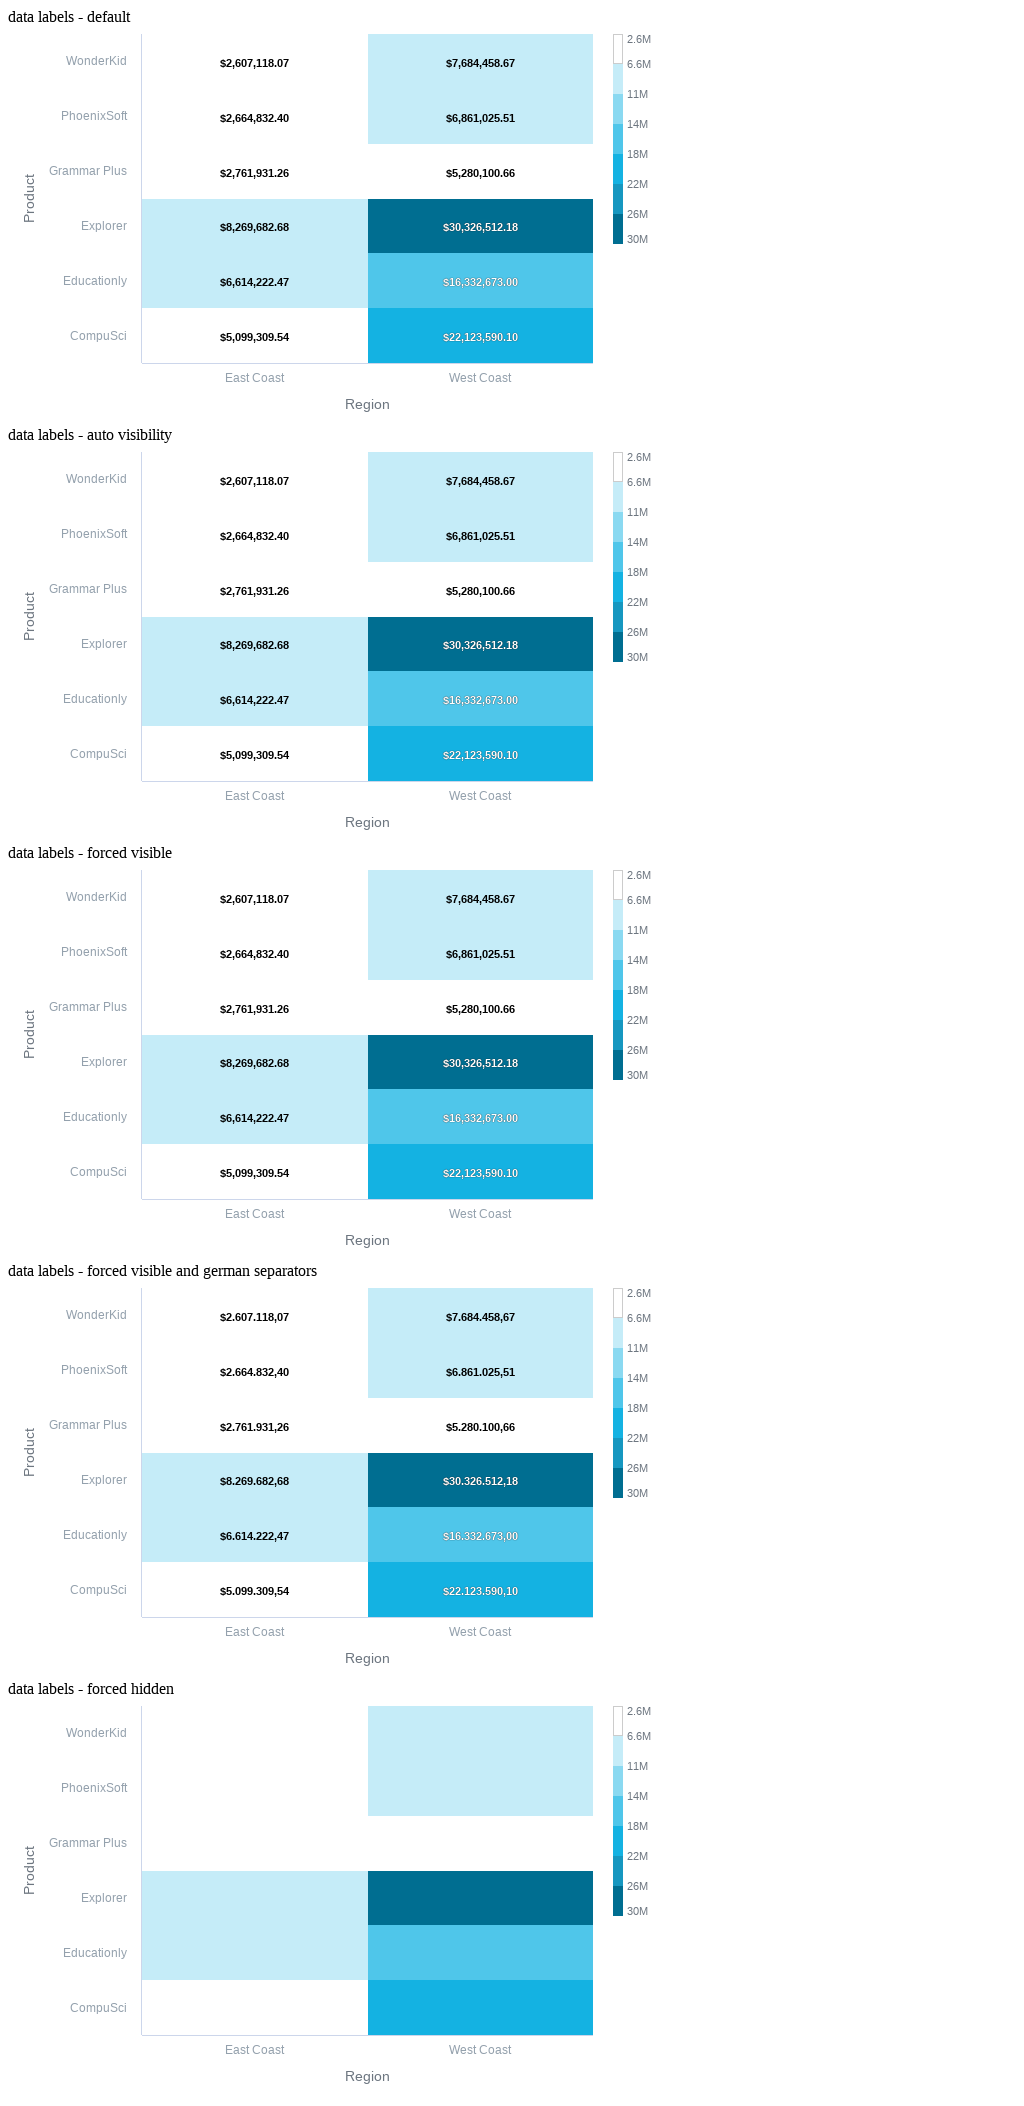 data labels - default
2.6M
WonderKid $2,607,118.07 $7,684,458.67 6.6M
11M
PhoenixSoft $2,664,832.40 $6,861,025.51
14M
18M
Grammar Plus $2,761,931.26 $5,280,100.66
22M
Product
26M
Explorer $8,269,682.68 $30,326,512.18
30M
Educationly $6,614,222.47 $16,332,673.00
CompuSci $5,099,309.54 $22,123,590.10
East Coast West Coast
Region
data labels - auto visibility
2.6M
WonderKid $2,607,118.07 $7,684,458.67 6.6M
11M
PhoenixSoft $2,664,832.40 $6,861,025.51
14M
18M
Grammar Plus $2,761,931.26 $5,280,100.66
22M
Product
26M
Explorer $8,269,682.68 $30,326,512.18
30M
Educationly $6,614,222.47 $16,332,673.00
CompuSci $5,099,309.54 $22,123,590.10
East Coast West Coast
Region
data labels - forced visible
2.6M
WonderKid $2,607,118.07 $7,684,458.67 6.6M
11M
PhoenixSoft $2,664,832.40 $6,861,025.51
14M
18M
Grammar Plus $2,761,931.26 $5,280,100.66
22M
Product
26M
Explorer $8,269,682.68 $30,326,512.18
30M
Educationly $6,614,222.47 $16,332,673.00
CompuSci $5,099,309.54 $22,123,590.10
East Coast West Coast
Region
data labels - forced visible and german separators
2.6M
WonderKid $2.607.118,07 $7.684.458,67 6.6M
11M
PhoenixSoft $2.664.832,40 $6.861.025,51
14M
18M
Grammar Plus $2.761.931,26 $5.280.100,66
22M
Product
26M
Explorer $8.269.682,68 $30.326.512,18
30M
Educationly $6.614.222,47 $16.332.673,00
CompuSci $5.099.309,54 $22.123.590,10
East Coast West Coast
Region
data labels - forced hidden
2.6M
WonderKid 6.6M
11M
PhoenixSoft
14M
18M
Grammar Plus
22M
Product
26M
Explorer
30M
Educationly
CompuSci
East Coast West Coast
Region